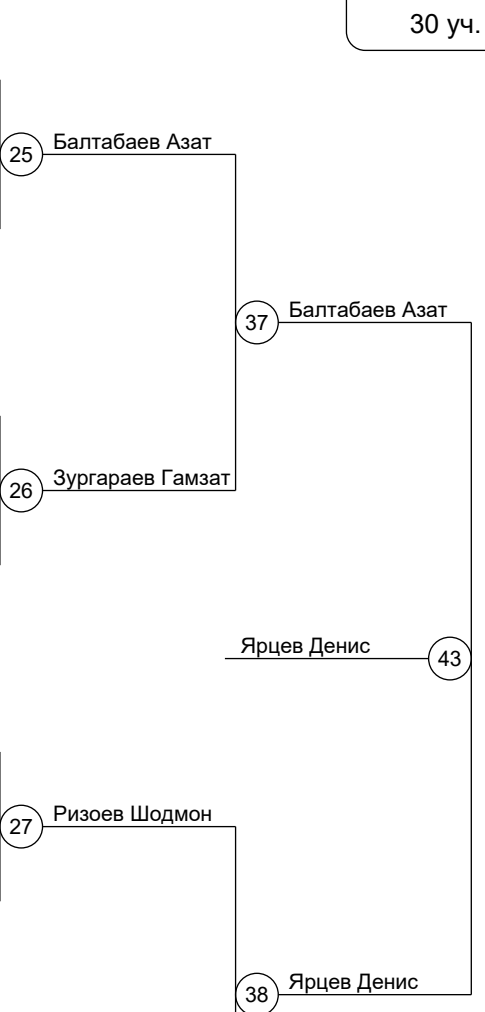 30 уч.
25 Балтабаев Азат
37 Балтабаев Азат
26 Зургараев Гамзат
Ярцев Денис 43
27 Ризоев Шодмон
38 Ярцев Денис